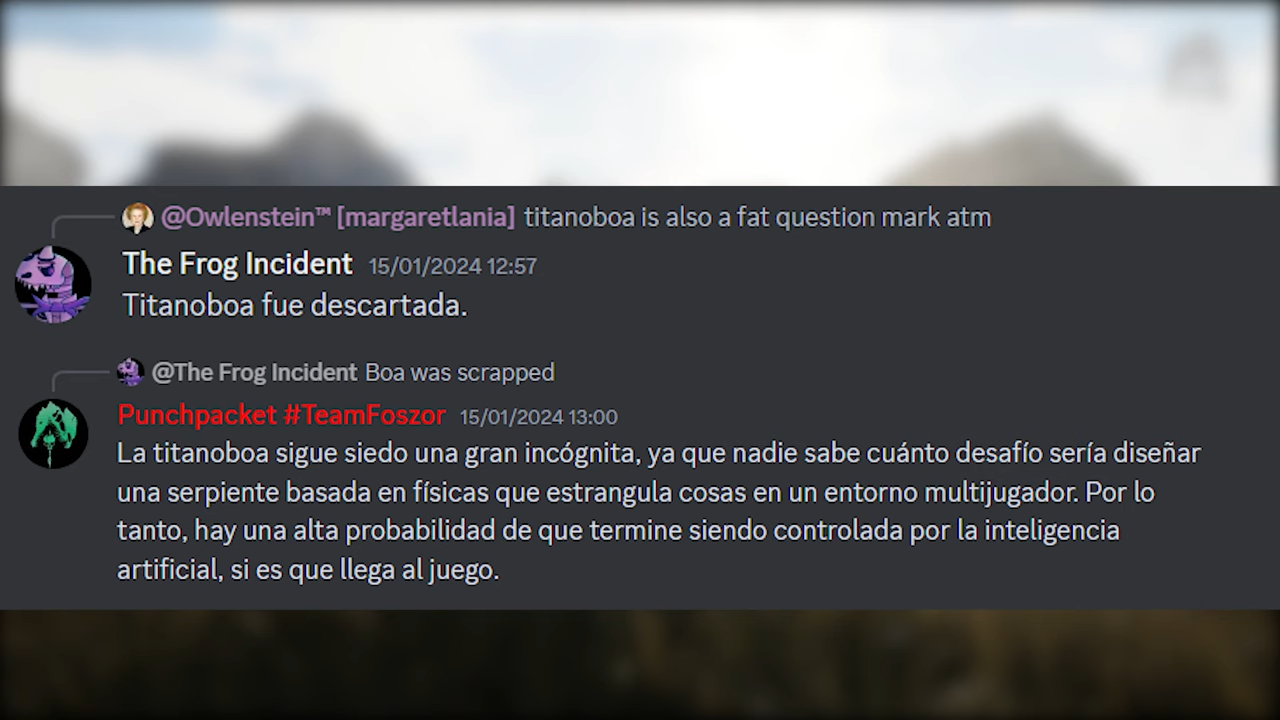 @Owlenstein™ [margaretlania] titanoboa is also a fat question mark atm
The Frog Incident 15/01/2024 12:57
Titanoboa fue descartada.
@The Frog Incident Boa was scrapped
Punchpacket #TeamFoszor 15/01/2024 13:00
La titanoboa sigue siedo una gran incógnita, ya que nadie sabe cuánto desafío sería diseñar
una serpiente basada en físicas que estrangula cosas en un entorno multijugador. Por lo
tanto, hay una alta probabilidad de que termine siendo controlada por la inteligencia
artificial, si es que llega al juego.